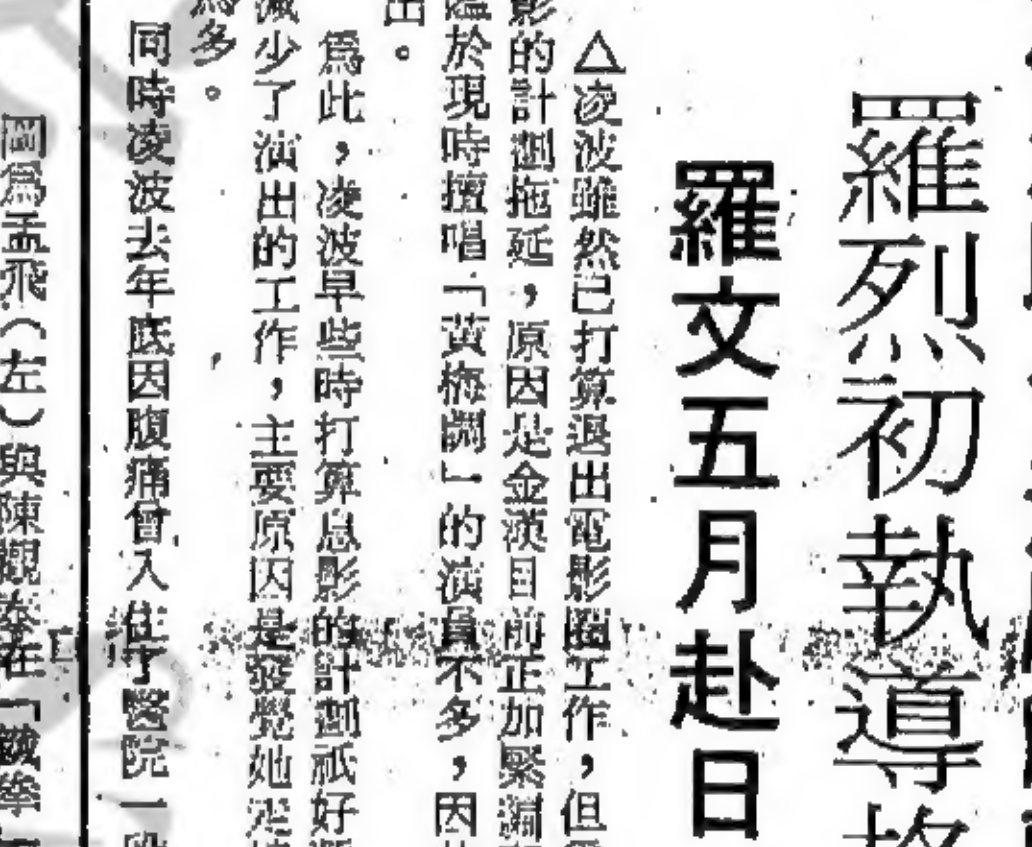 羅烈初執導
羅文五月赴日
△凌波雖然已打算退出電影圈工作，但
影的計劃拖延，原因是金漢目前正加緊
於現時擅唱「黃梅調」的演員不多，因
出。
為此，凌波早些時打算息影的計劃祇好
減少了演出的工作，主要原因是發覺她
為多。
同時凌波去年底因腹痛曾入住了醫院一
圖為孟飛（左）與陳觀泰在「鐵拳